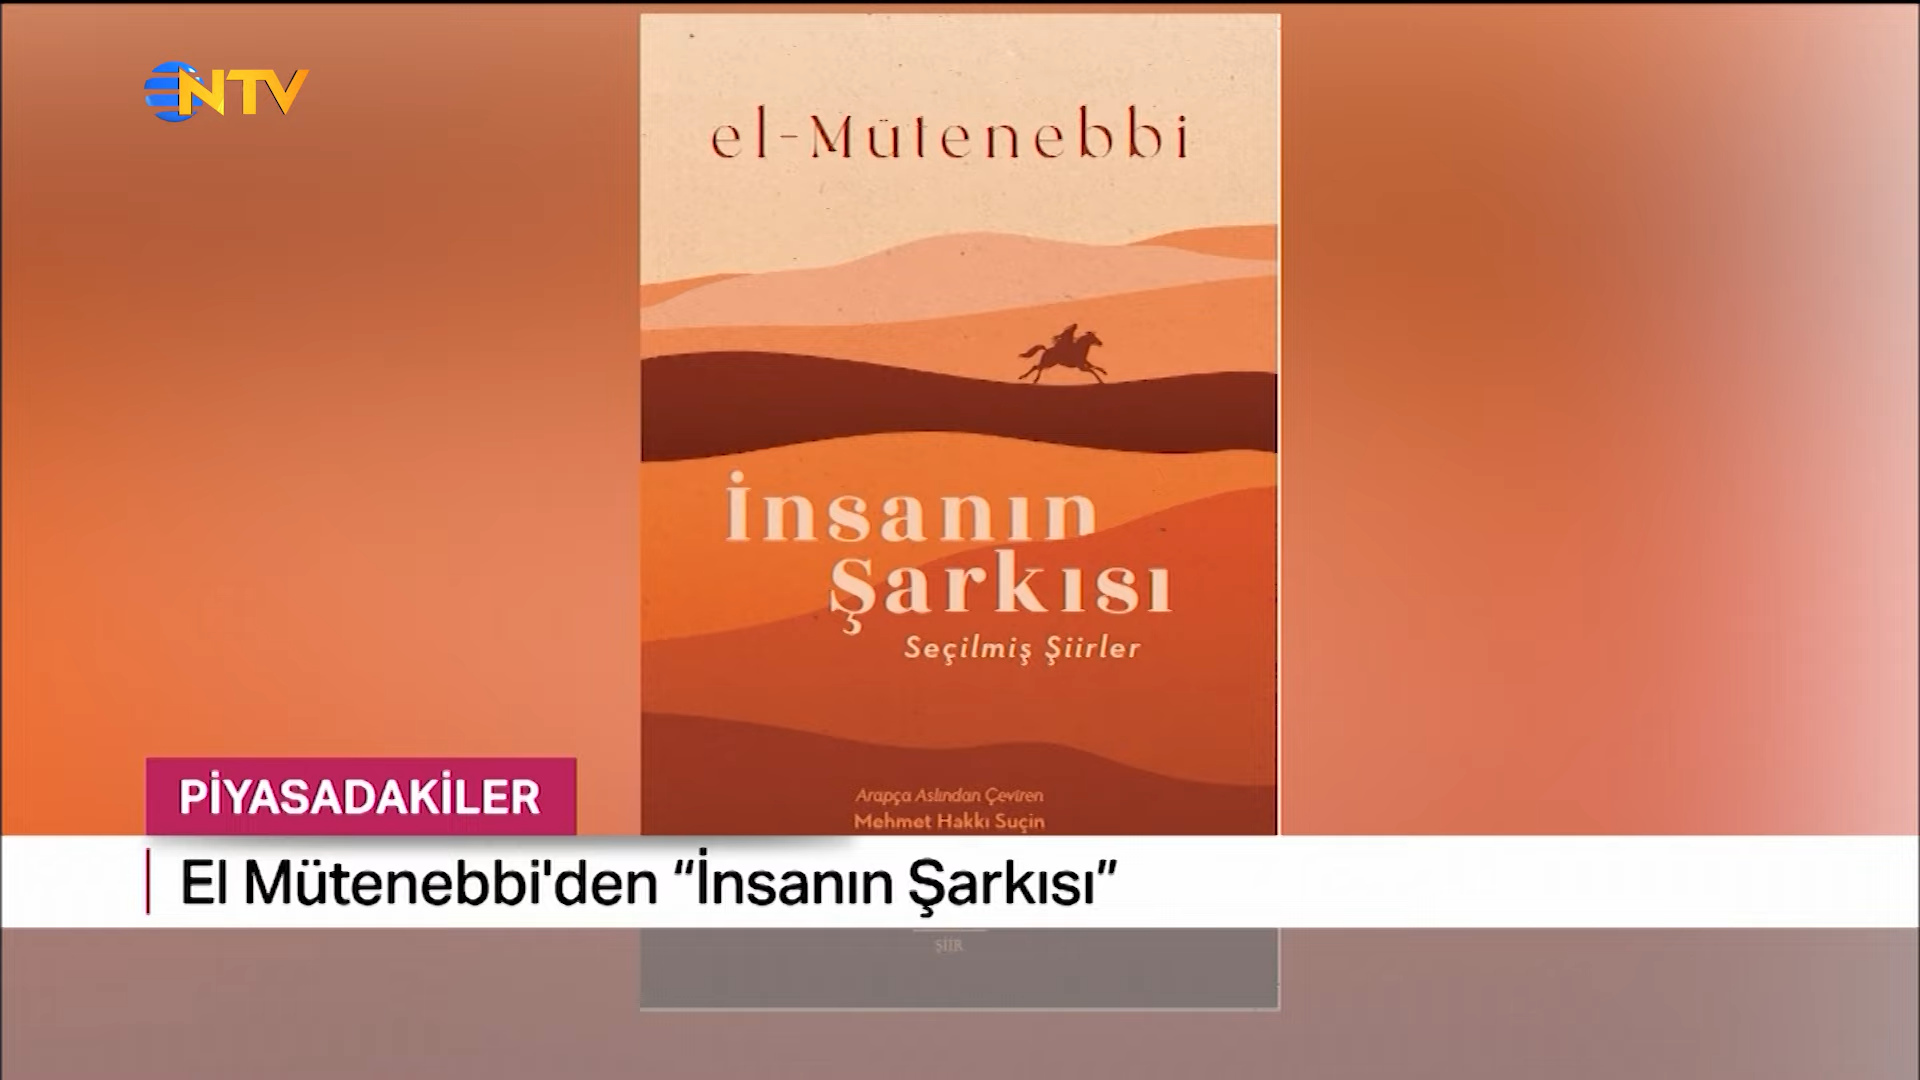 NTV
el-Mütenebbi
İnsanın
Şarkısı
Seçilmiş Şiirler
Arapça Aslından Çeviren
Mehmet Hakkı Suçin
PİYASADAKİLER
El Mütenebbi'den “İnsanın Şarkısı”
ŞİİR